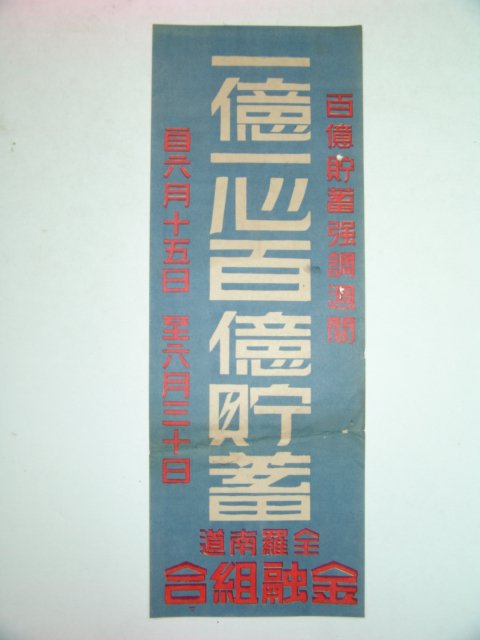 百億貯蓄强調週間
一億一心百億貯蓄
自六月十五日 至六月三十日
全羅南道
金融組合